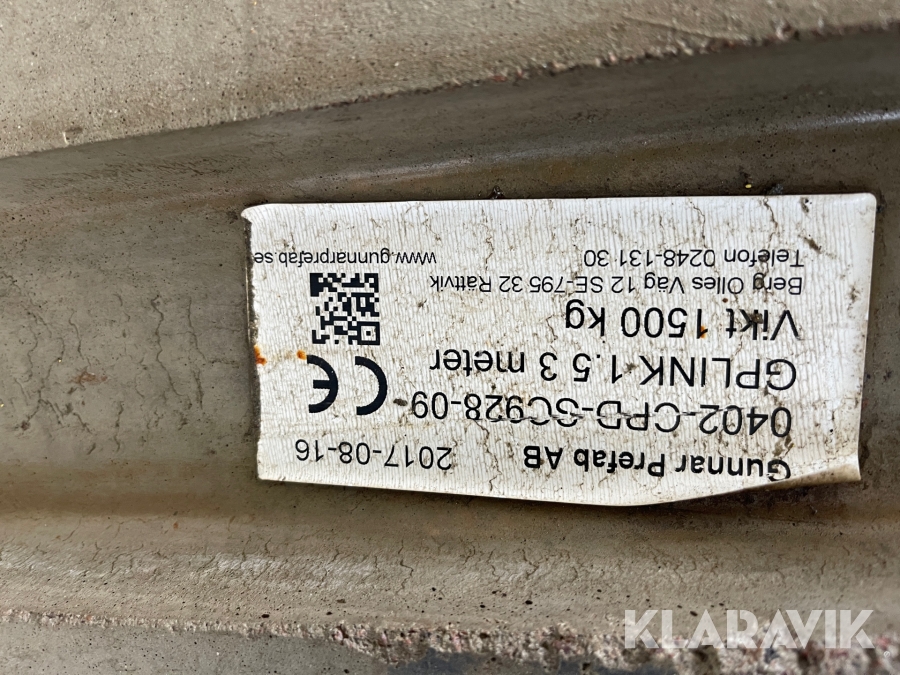 Gunnar Prefab AB 2017-08-16
0402-CPD-SC928-09
GPLINK 1.5 3 meter
Vikt 1500 kg
Berg Olles Väg 12 SE-795 32 Rättvik
Telefon 0248-131 30 www.gunnarprefab.se
CE
KLARAVIK